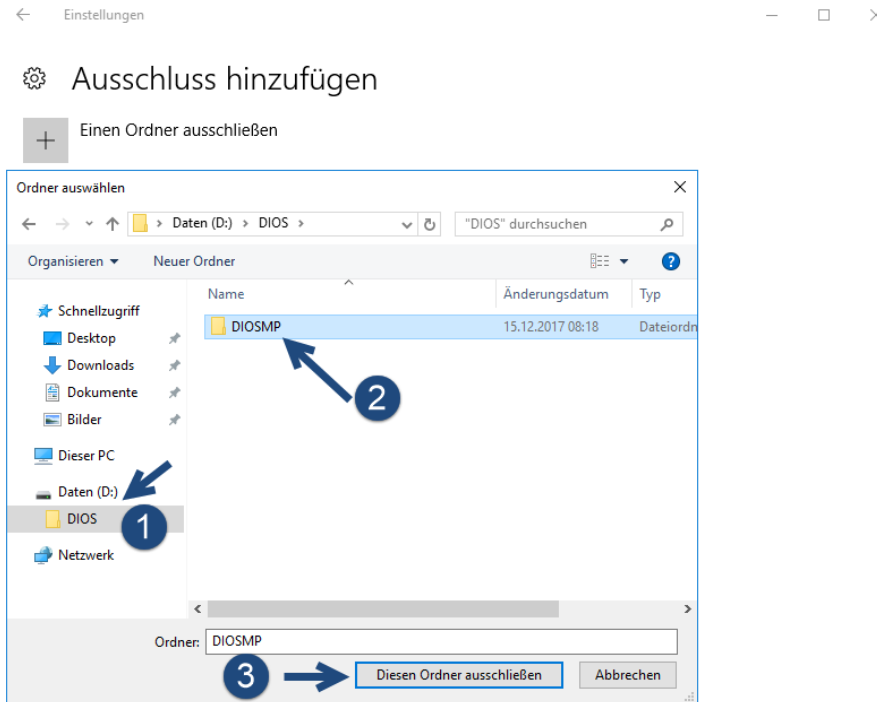 Einstellungen
Ausschluss hinzufügen
Einen Ordner ausschließen
Ordner auswählen
Daten (D:) > DIOS >
"DIOS" durchsuchen
Organisieren
Neuer Ordner
Name
Änderungsdatum
Typ
Schnellzugriff
Desktop
Downloads
Dokumente
Bilder
Dieser PC
Daten (D:)
DIOS
Netzwerk
DIOSMP
15.12.2017 08:18
Dateiordn
2
1
Ordner:
DIOSMP
3
Diesen Ordner ausschließen
Abbrechen